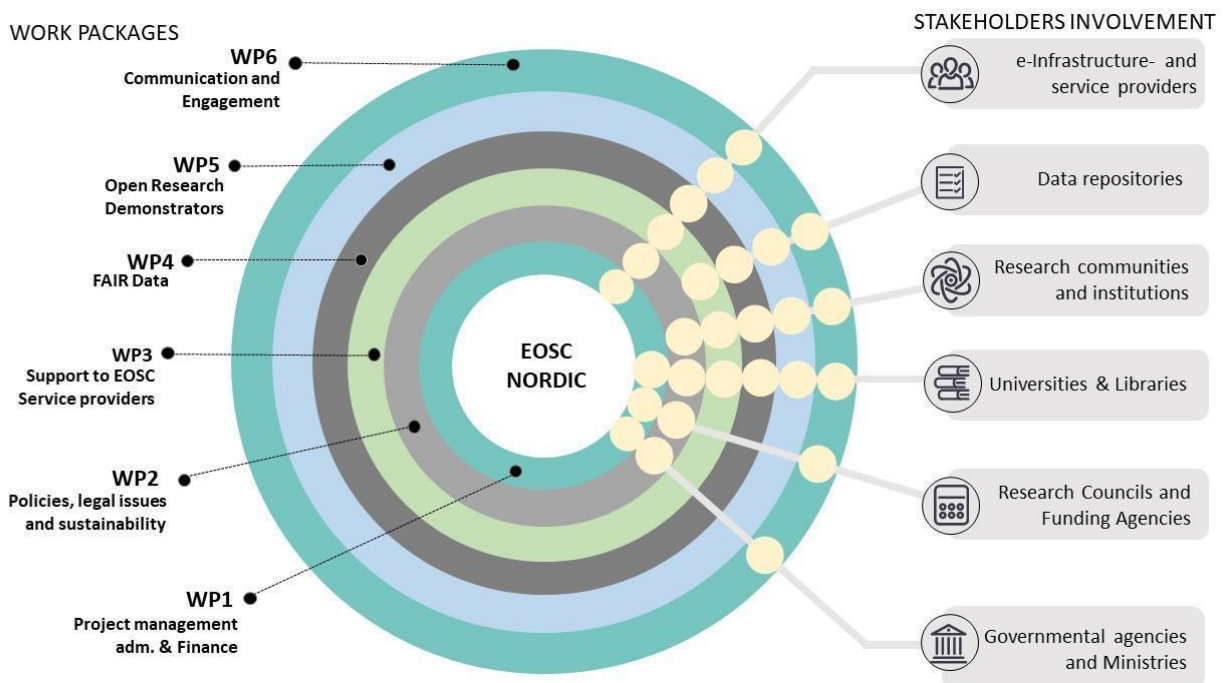 WORK PACKAGES
WP6
Communication and
Engagement
WP5
Open Research
Demonstrators
WP4
FAIR Data
WP3
Support to EOSC
Service providers
WP2
Policies, legal issues
and sustainability
WP1
Project management
adm. & Finance
EOSC
NORDIC
STAKEHOLDERS INVOLVEMENT
e-Infrastructure- and
service providers
Data repositories
Research communities
and institutions
Universities & Libraries
Research Councils and
Funding Agencies
Governmental agencies
and Ministries